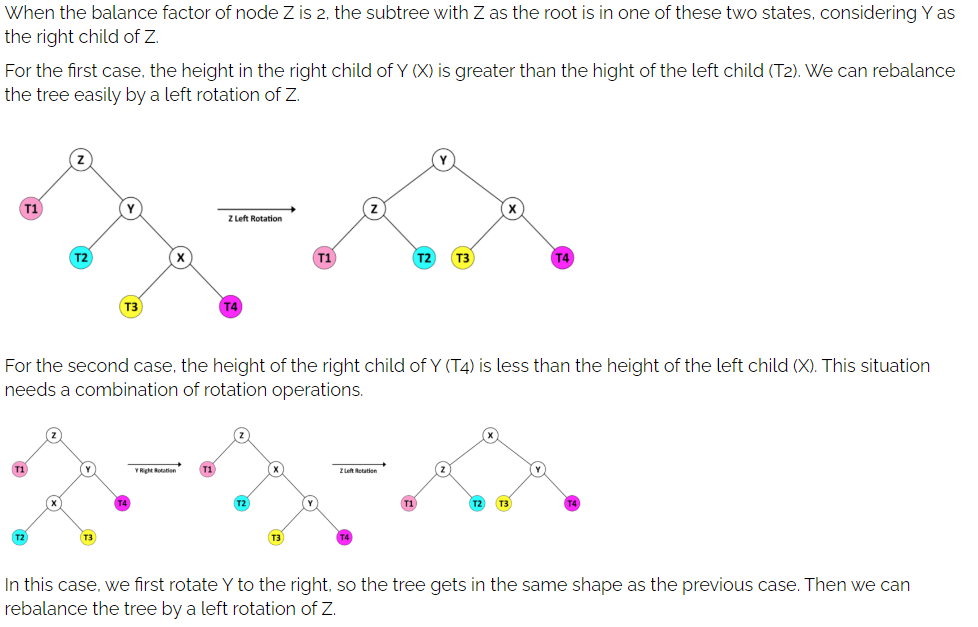 When the balance factor of node Z is 2, the subtree with Z as the root is in one of these two states, considering Y as
the right child of Z.
For the first case, the height in the right child of Y (X) is greater than the hight of the left child (T2). We can rebalance
the tree easily by a left rotation of Z.
Z
Y
T1
Y
Z Left Rotation
Z
X
T2
X
T1
T2
T3
T4
T3
T4
For the second case, the height of the right child of Y (T4) is less than the height of the left child (X). This situation
needs a combination of rotation operations.
Z
Z
X
T1
Y
Y Right Rotation
T1
X
Z Left Rotation
Z
Y
X
T4
T2
Y
T1
T2
T3
T4
T2
T3
T3
T4
In this case, we first rotate Y to the right, so the tree gets in the same shape as the previous case. Then we can
rebalance the tree by a left rotation of Z.